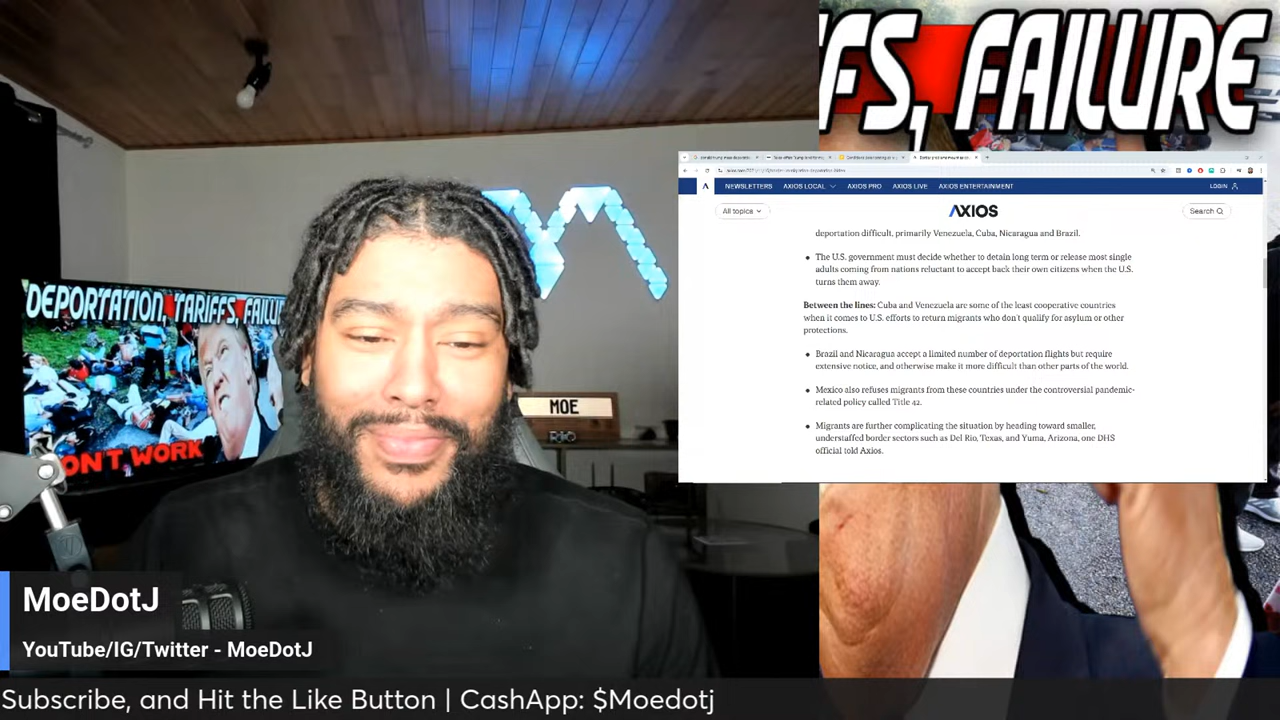 FS, FAILURE
NEWSLETTERS AXIOS LOCAL AXIOS PRO AXIOS LIVE AXIOS ENTERTAINMENT LOGIN
All topics AXIOS Search
deportation difficult, primarily Venezuela, Cuba, Nicaragua and Brazil.
The U.S. government must decide whether to detain long term or release most single
adults coming from nations reluctant to accept back their own citizens when the U.S.
turns them away.
Between the lines: Cuba and Venezuela are some of the least cooperative countries
when it comes to U.S. efforts to return migrants who don't qualify for asylum or other
protections.
Brazil and Nicaragua accept a limited number of deportation flights but require
extensive notice, and otherwise make it more difficult than other parts of the world.
Mexico also refuses migrants from these countries under the controversial pandemic-
related policy called Title 42.
Migrants are further complicating the situation by heading toward smaller,
understaffed border sectors such as Del Rio, Texas, and Yuma, Arizona, one DHS
official told Axios.
DEPORTATION, TARIFFS, FAILU
ON'T WORK
MOE
MoeDotJ
YouTube/IG/Twitter - MoeDotJ
Subscribe, and Hit the Like Button | CashApp: $Moedotj